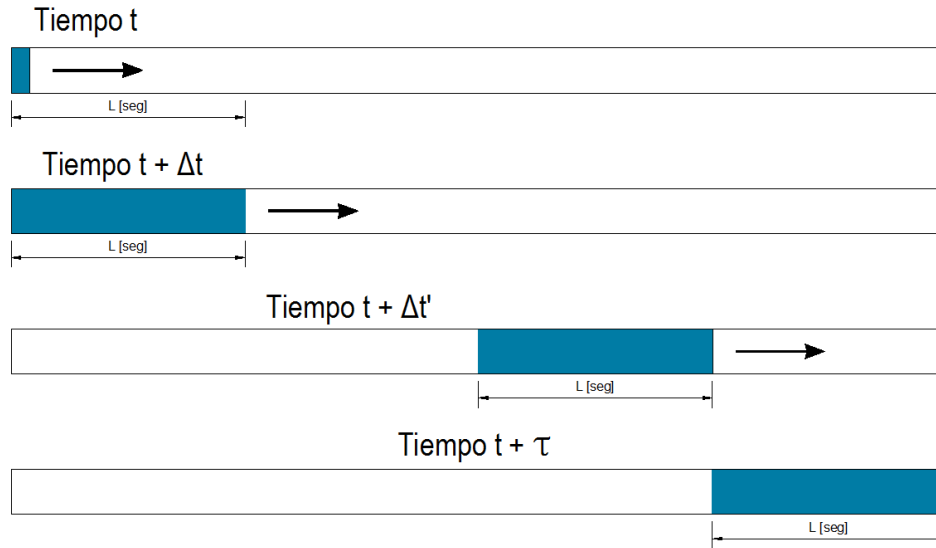 Tiempo t
L [seg]
Tiempo t + Δt
L [seg]
Tiempo t + Δt'
L [seg]
Tiempo t + τ
L [seg]